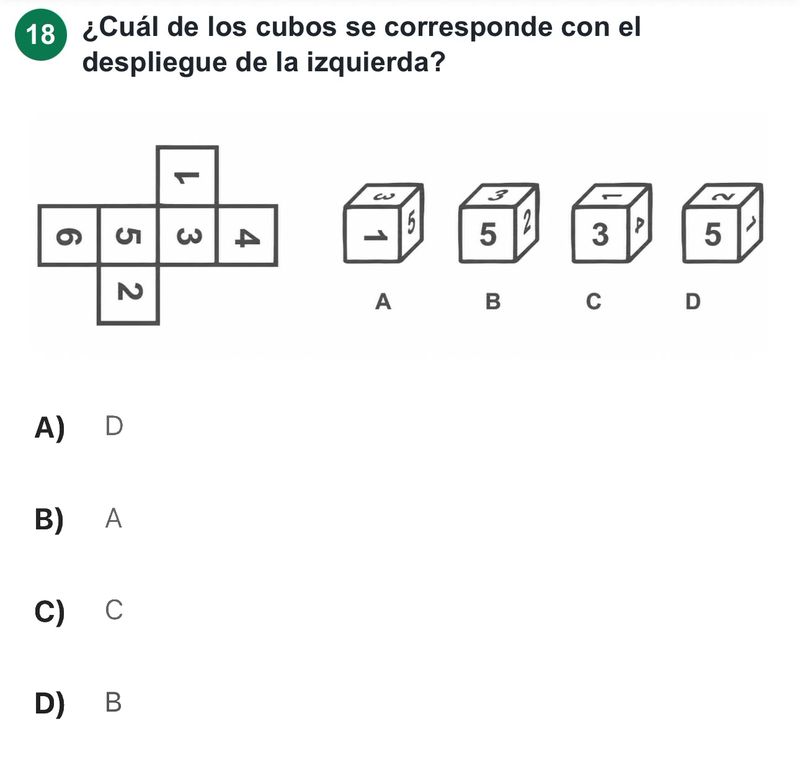 18 ¿Cuál de los cubos se corresponde con el
despliegue de la izquierda?
1
6 5 3 4
2
3
1 5
3
5 2
1
3 4
2
5 1
A B C D
A) D
B) A
C) C
D) B